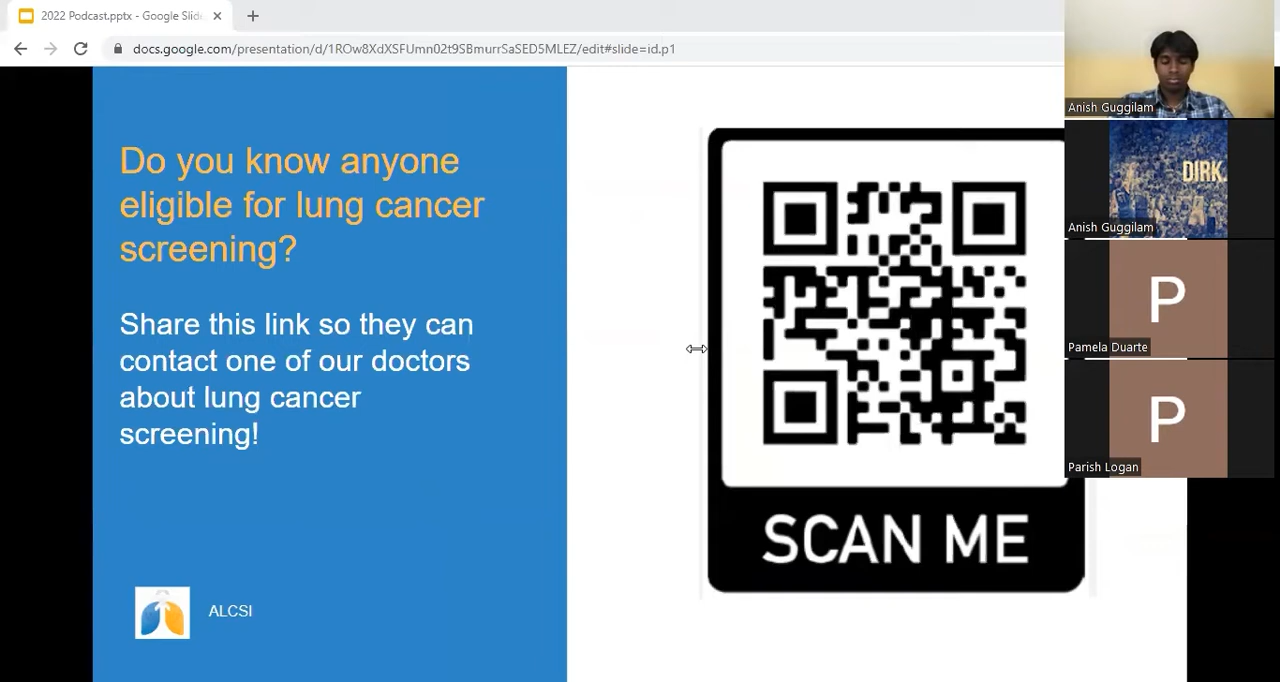 2022 Podcast.pptx - Google Slide
docs.google.com/presentation/d/1ROw8XdXSFUmn02t9SBmurrSaSED5MLEZ/edit#slide=id.p1
Do you know anyone
eligible for lung cancer
screening?
Share this link so they can
contact one of our doctors
about lung cancer
screening!
ALCSI
SCAN ME
Anish Guggilam
DIRK.
Anish Guggilam
P
Pamela Duarte
P
Parish Logan